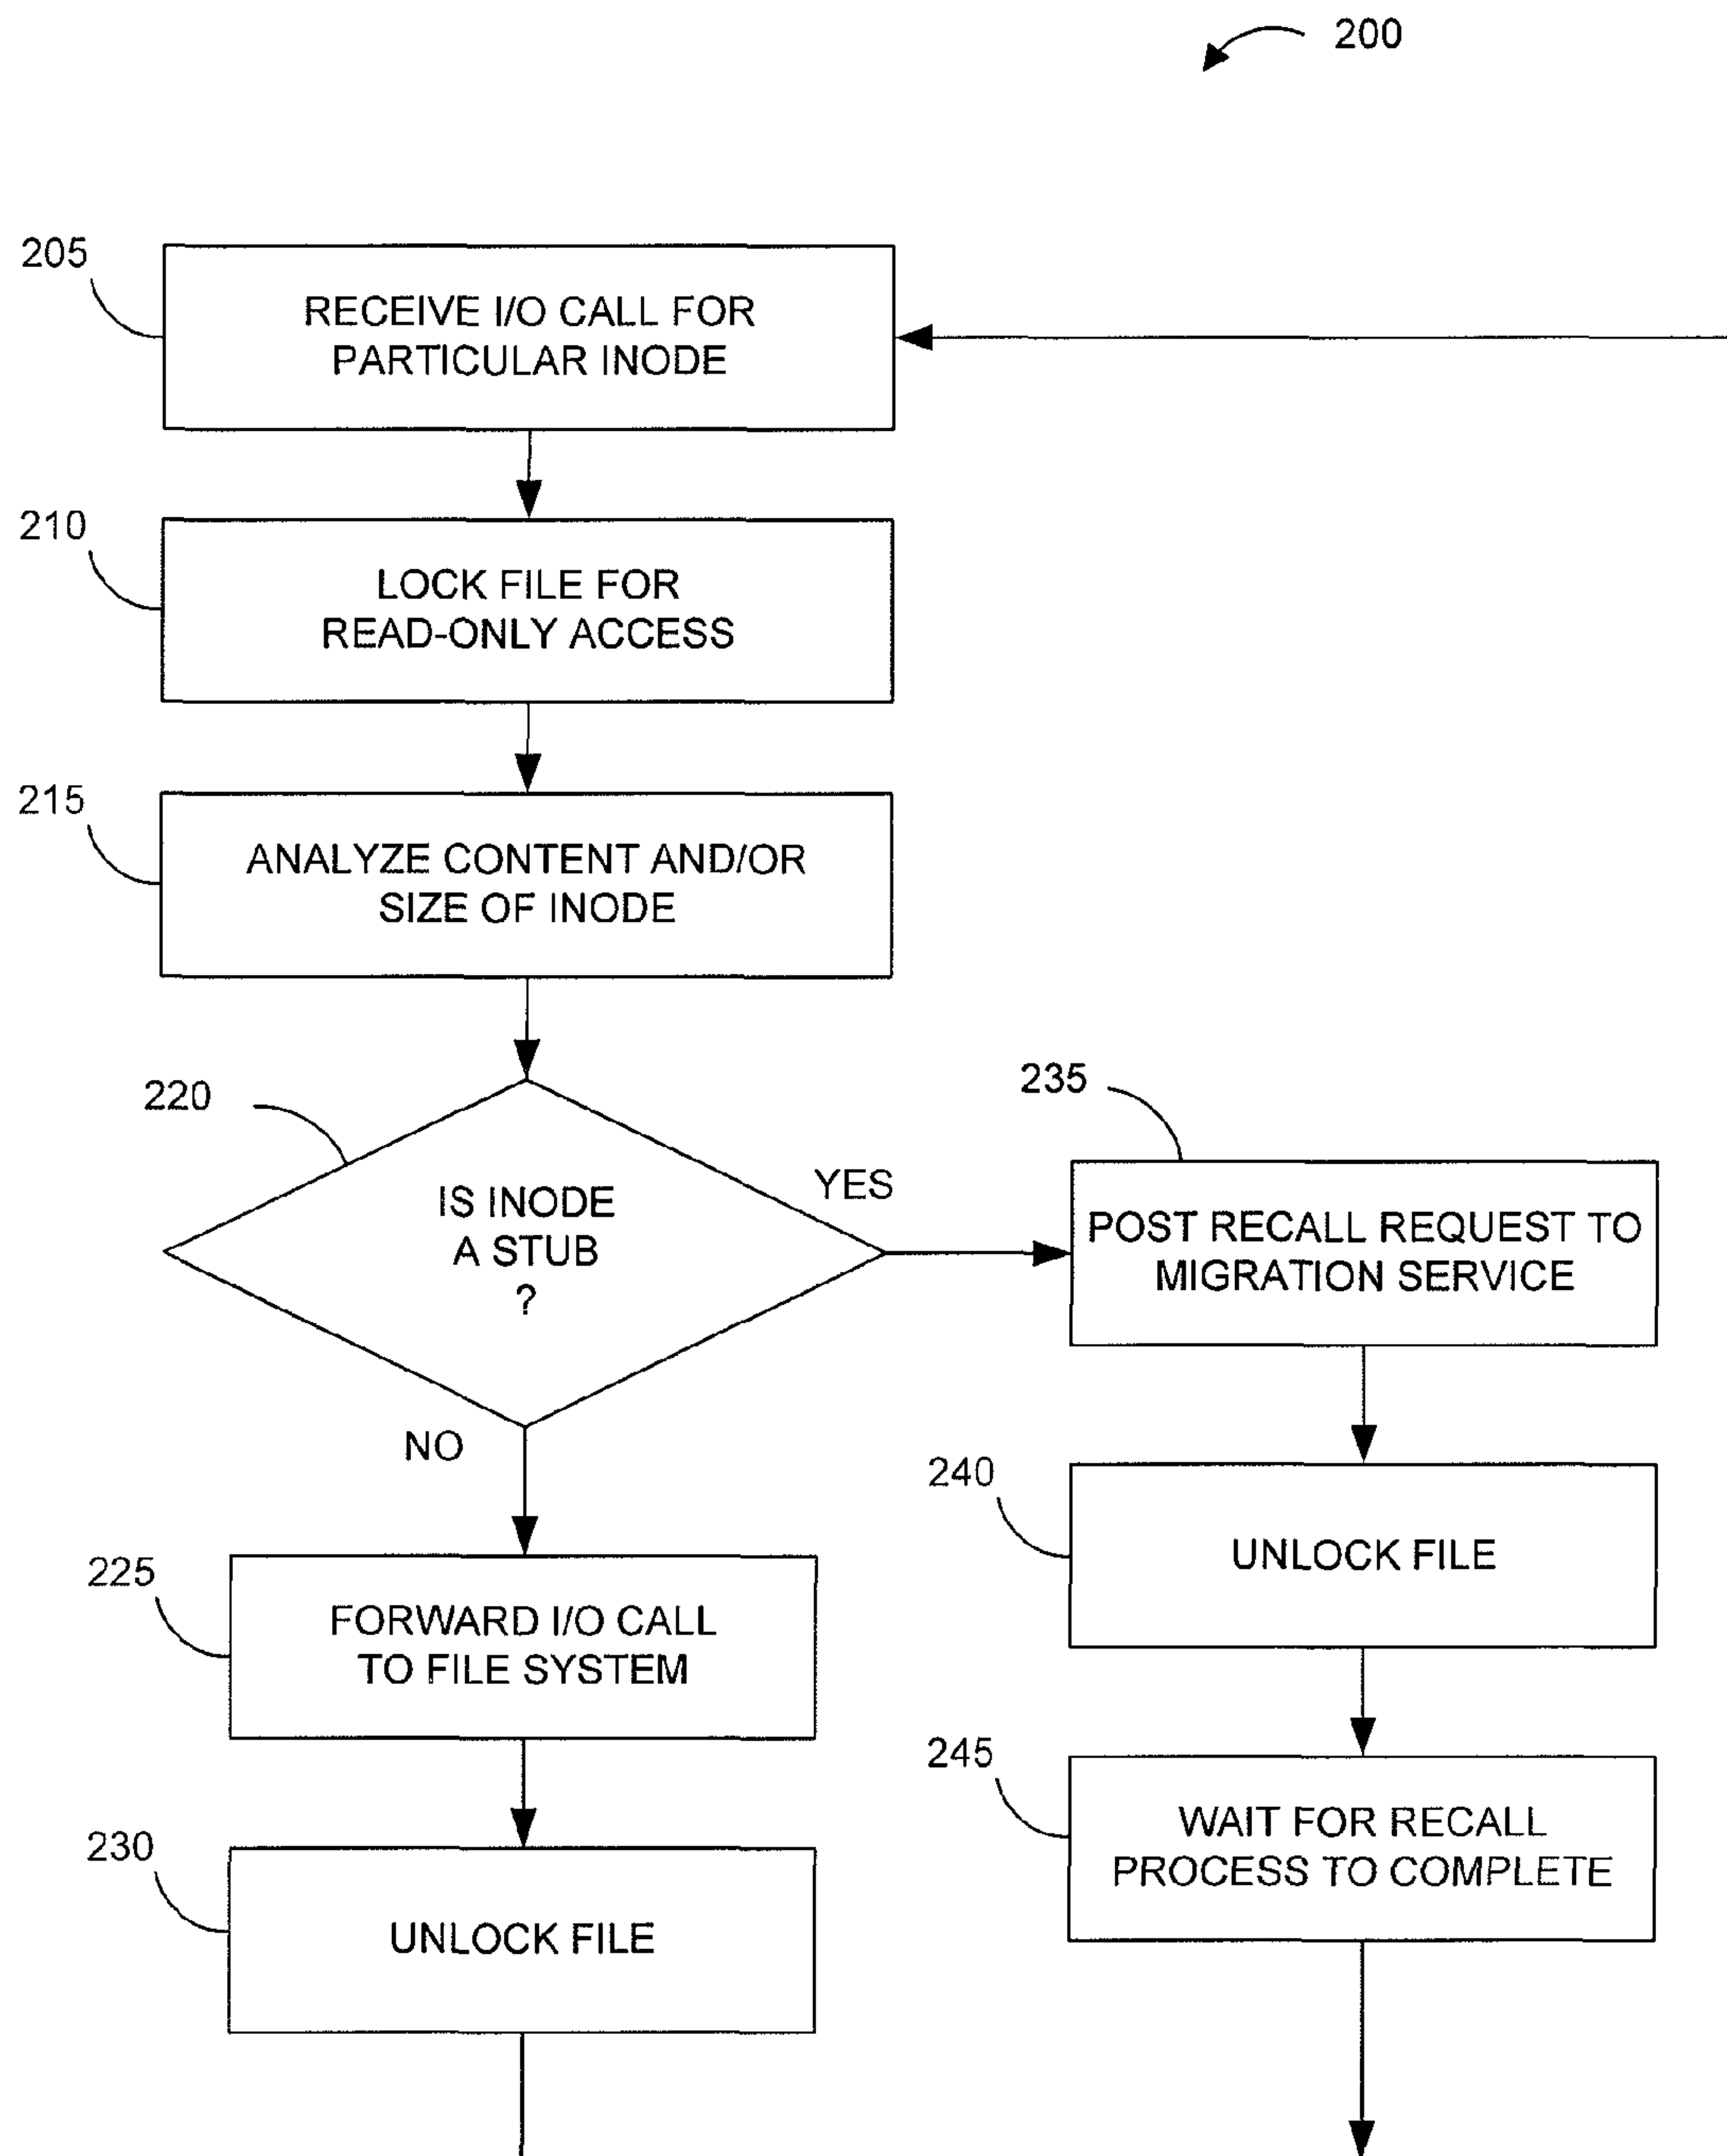 200
205
RECEIVE I/O CALL FOR
PARTICULAR INODE
210
LOCK FILE FOR
READ-ONLY ACCESS
215
ANALYZE CONTENT AND/OR
SIZE OF INODE
220
IS INODE
A STUB
?
YES
NO
235
POST RECALL REQUEST TO
MIGRATION SERVICE
240
UNLOCK FILE
225
FORWARD I/O CALL
TO FILE SYSTEM
245
WAIT FOR RECALL
PROCESS TO COMPLETE
230
UNLOCK FILE